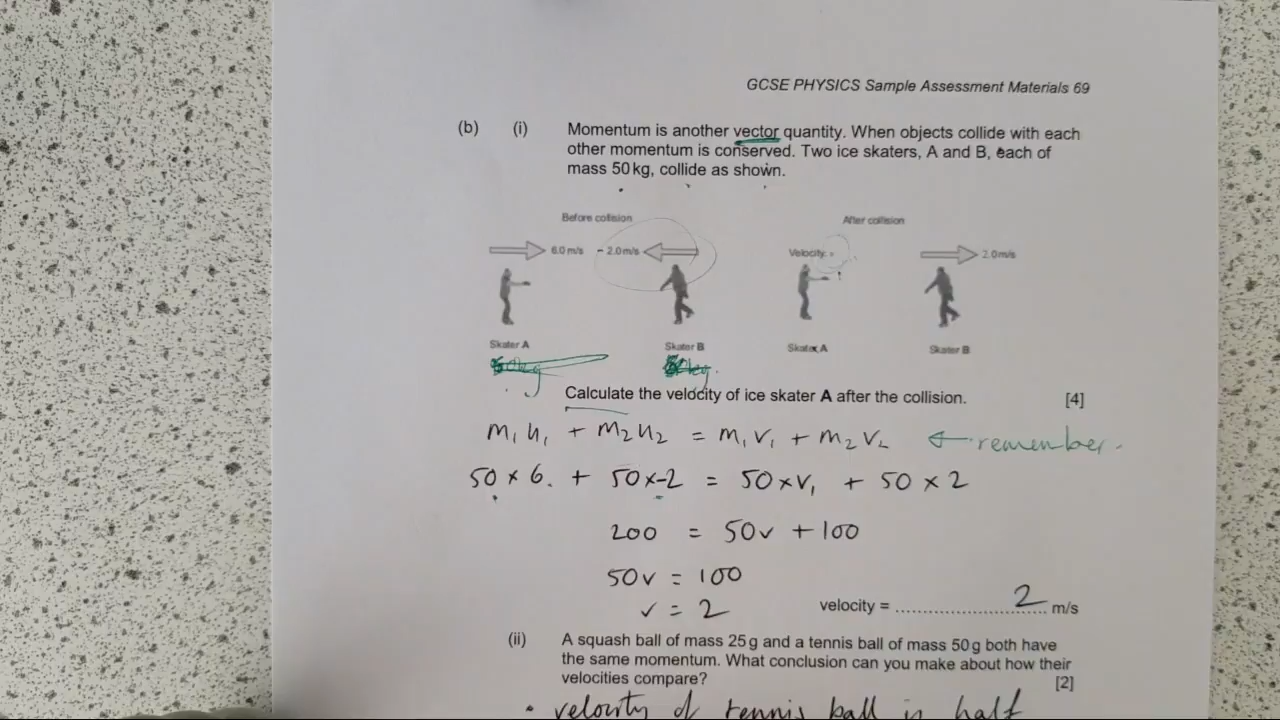 GCSE PHYSICS Sample Assessment Materials 69
(b) (i) Momentum is another vector quantity. When objects collide with each
other momentum is conserved. Two ice skaters, A and B, each of
mass 50 kg, collide as shown.
Before collision After collision
6.0 m/s - 2.0 m/s Velocity = ? 2.0 m/s
Skater A Skater B Skater A Skater B
Calculate the velocity of ice skater A after the collision. [4]
m₁u₁ + m₂u₂ = m₁v₁ + m₂v₂ ← remember.
50 × 6. + 50×-2 = 50×v₁ + 50 × 2
200 = 50v + 100
50v = 100
v = 2 velocity = 2 m/s
(ii) A squash ball of mass 25 g and a tennis ball of mass 50 g both have
the same momentum. What conclusion can you make about how their
velocities compare? [2]
• velocity of tennis ball is half